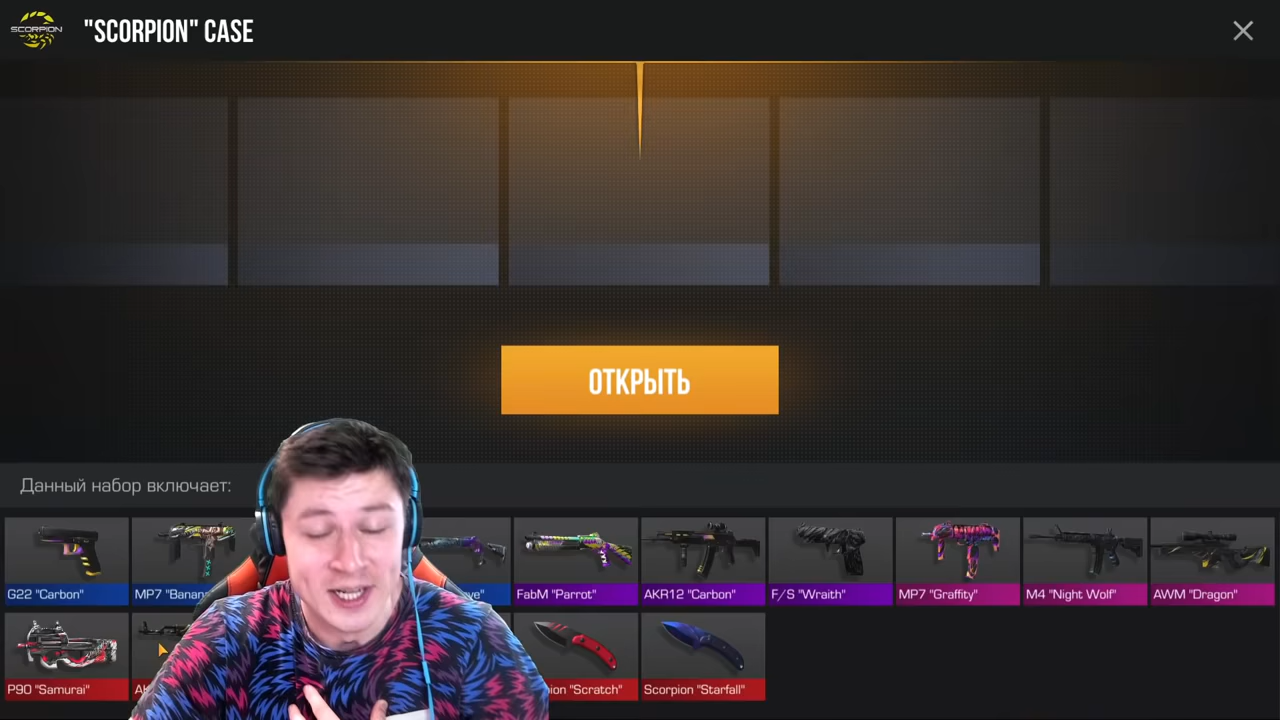 SCORPION
"SCORPION" CASE
ОТКРЫТЬ
Данный набор включает:
G22 "Carbon"
MP7
FabM "Parrot"
AKR12 "Carbon"
F/S "Wraith"
MP7 "Graffity"
M4 "Night Wolf"
AWM "Dragon"
P90 "Samurai"
"Scratch"
Scorpion "Starfall"